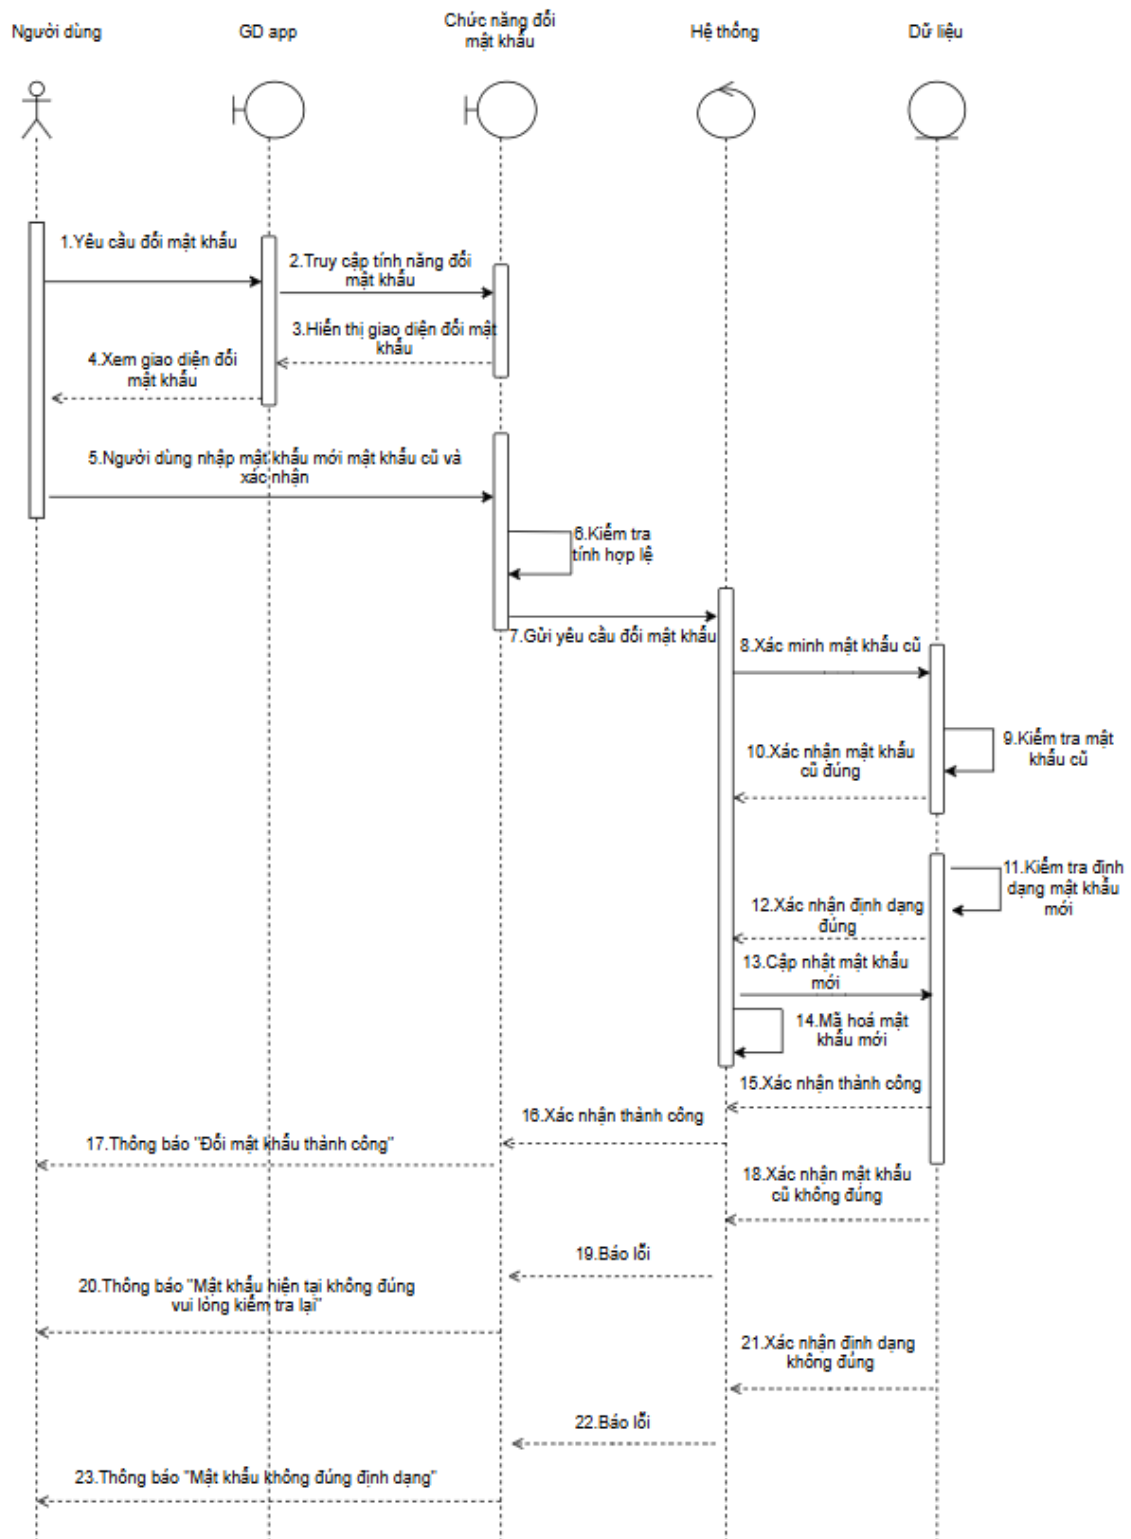 Người dùng
GD app
Chức năng đổi
mật khẩu
Hệ thống
Dữ liệu
1.Yêu cầu đổi mật khẩu
2.Truy cập tính năng đổi
mật khẩu
3.Hiển thị giao diện đổi mật
khẩu
4.Xem giao diện đổi
mật khẩu
5.Người dùng nhập mật khẩu mới mật khẩu cũ và
xác nhận
6.Kiểm tra
tính hợp lệ
7.Gửi yêu cầu đổi mật khẩu
8.Xác minh mật khẩu cũ
9.Kiểm tra mật
khẩu cũ
10.Xác nhận mật khẩu
cũ đúng
11.Kiểm tra định
dạng mật khẩu
mới
12.Xác nhận định dạng
đúng
13.Cập nhật mật khẩu
mới
14.Mã hoá mật
khẩu mới
15.Xác nhận thành công
16.Xác nhận thành công
17.Thông báo "Đổi mật khẩu thành công"
18.Xác nhận mật khẩu
cũ không đúng
19.Báo lỗi
20.Thông báo "Mật khẩu hiện tại không đúng
vui lòng kiểm tra lại"
21.Xác nhận định dạng
không đúng
22.Báo lỗi
23.Thông báo "Mật khẩu không đúng định dạng"